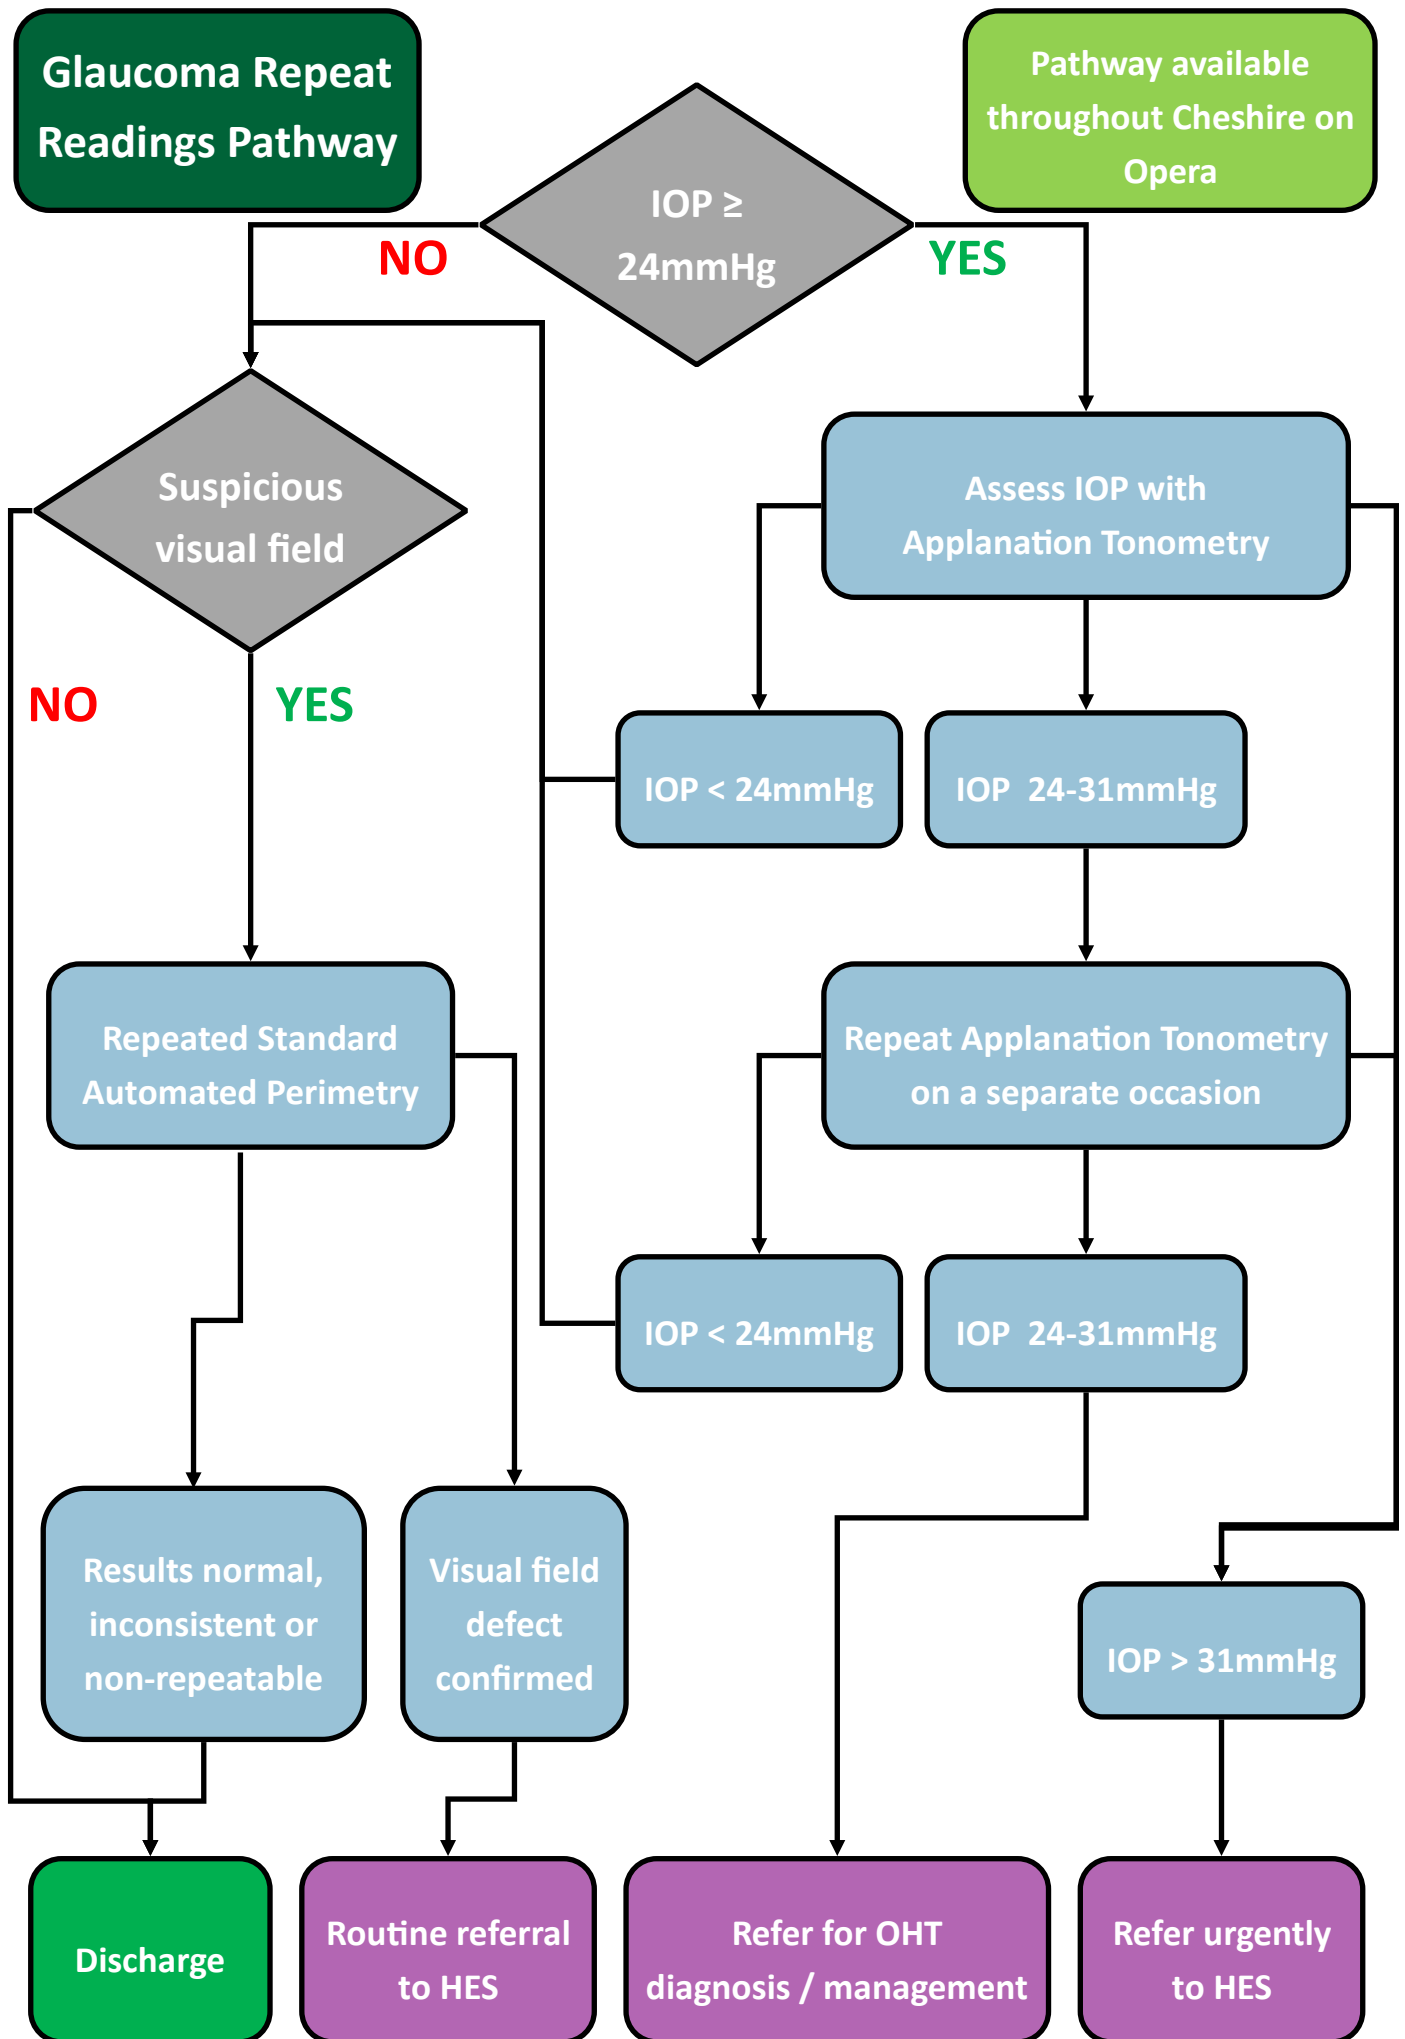 Glaucoma Repeat
Readings Pathway
Pathway available
throughout Cheshire on
Opera
IOP ≥
24mmHg
NO
YES
Suspicious
visual field
Assess IOP with
Applanation Tonometry
NO
YES
IOP < 24mmHg
IOP  24-31mmHg
Repeated Standard
Automated Perimetry
Repeat Applanation Tonometry
on a separate occasion
IOP < 24mmHg
IOP  24-31mmHg
Results normal,
inconsistent or
non-repeatable
Visual field
defect
confirmed
IOP > 31mmHg
Discharge
Routine referral
to HES
Refer for OHT
diagnosis / management
Refer urgently
to HES